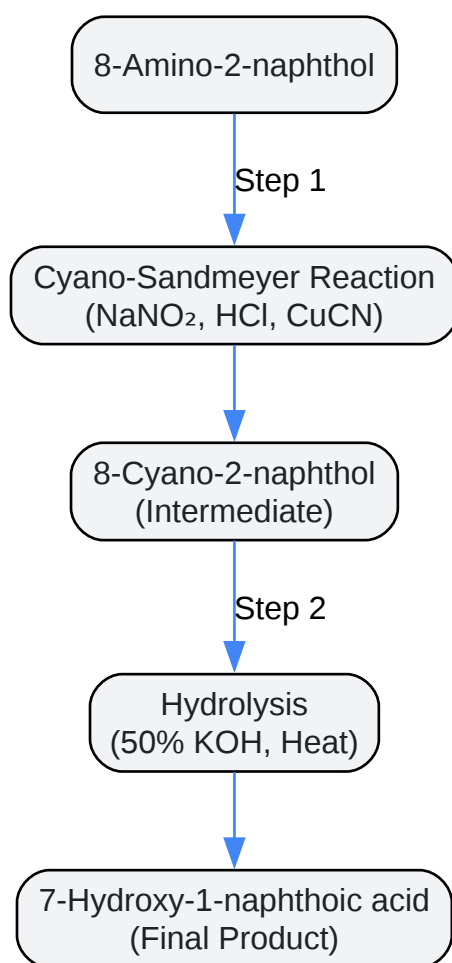 8-Amino-2-naphthol
Step 1
Cyano-Sandmeyer Reaction
(NaNO₂, HCl, CuCN)
8-Cyano-2-naphthol
(Intermediate)
Step 2
Hydrolysis
(50% KOH, Heat)
7-Hydroxy-1-naphthoic acid
(Final Product)